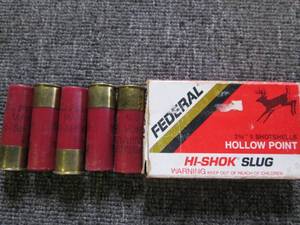 FEDERAL
2¾" 5 SHOTSHELLS
HOLLOW POINT
HI-SHOK SLUG
WARNING KEEP OUT OF REACH OF CHILDREN